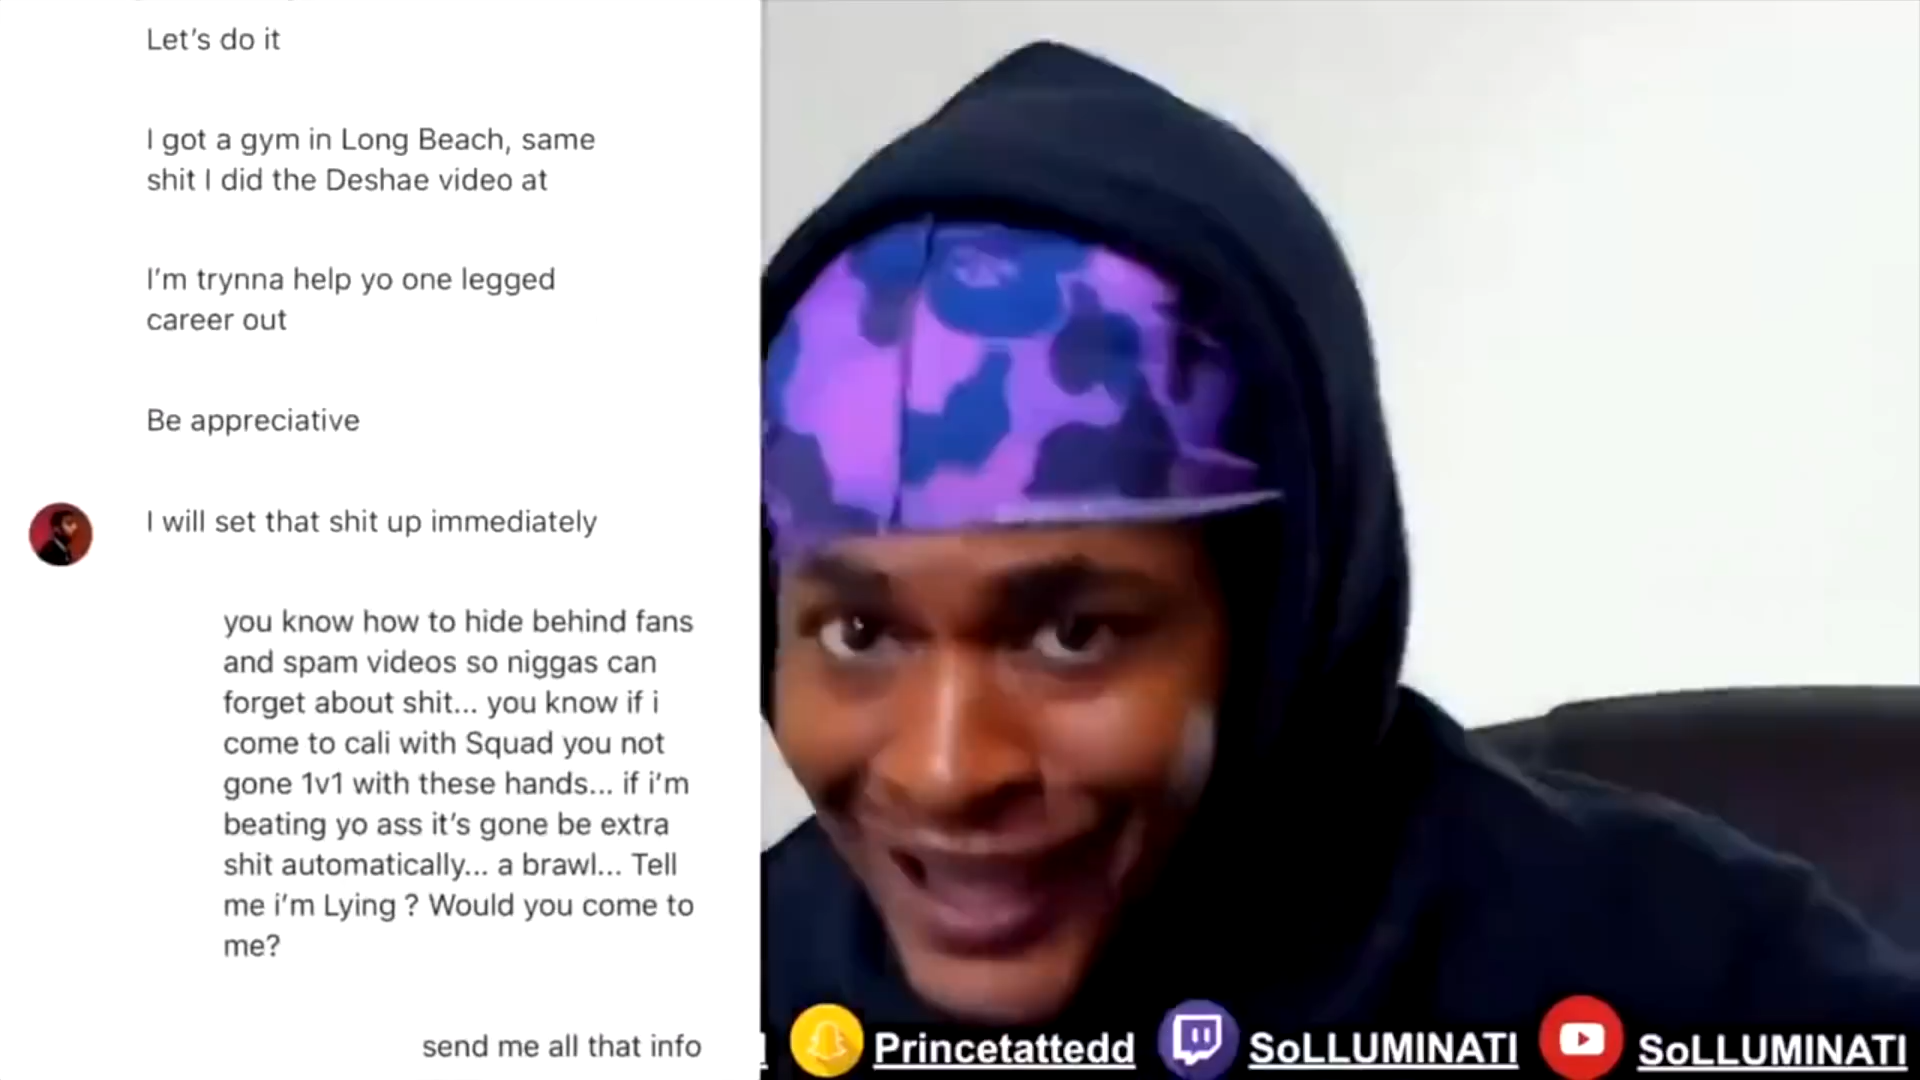 Let's do it
I got a gym in Long Beach, same
shit I did the Deshae video at
I'm trynna help yo one legged
career out
Be appreciative
I will set that shit up immediately
you know how to hide behind fans
and spam videos so niggas can
forget about shit... you know if i
come to cali with Squad you not
gone 1v1 with these hands... if i'm
beating yo ass it's gone be extra
shit automatically... a brawl... Tell
me i'm Lying ? Would you come to
me?
send me all that info
Princetattedd
SoLLUMINATI
SoLLUMINATI